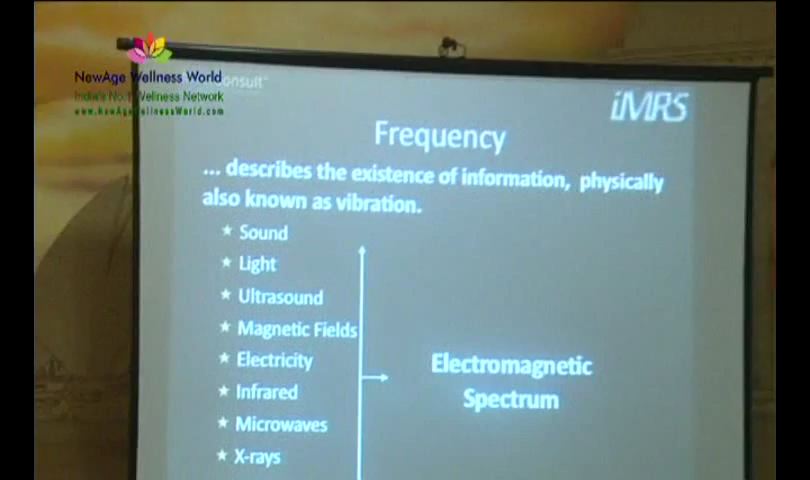 NewAge Wellness World
India's No.1 Wellness Network
www.NewAgeWellnessWorld.com
iMRS
Frequency
... describes the existence of information, physically
also known as vibration.
★ Sound
★ Light
★ Ultrasound
★ Magnetic Fields
★ Electricity
★ Infrared
★ Microwaves
★ X-rays
Electromagnetic
Spectrum